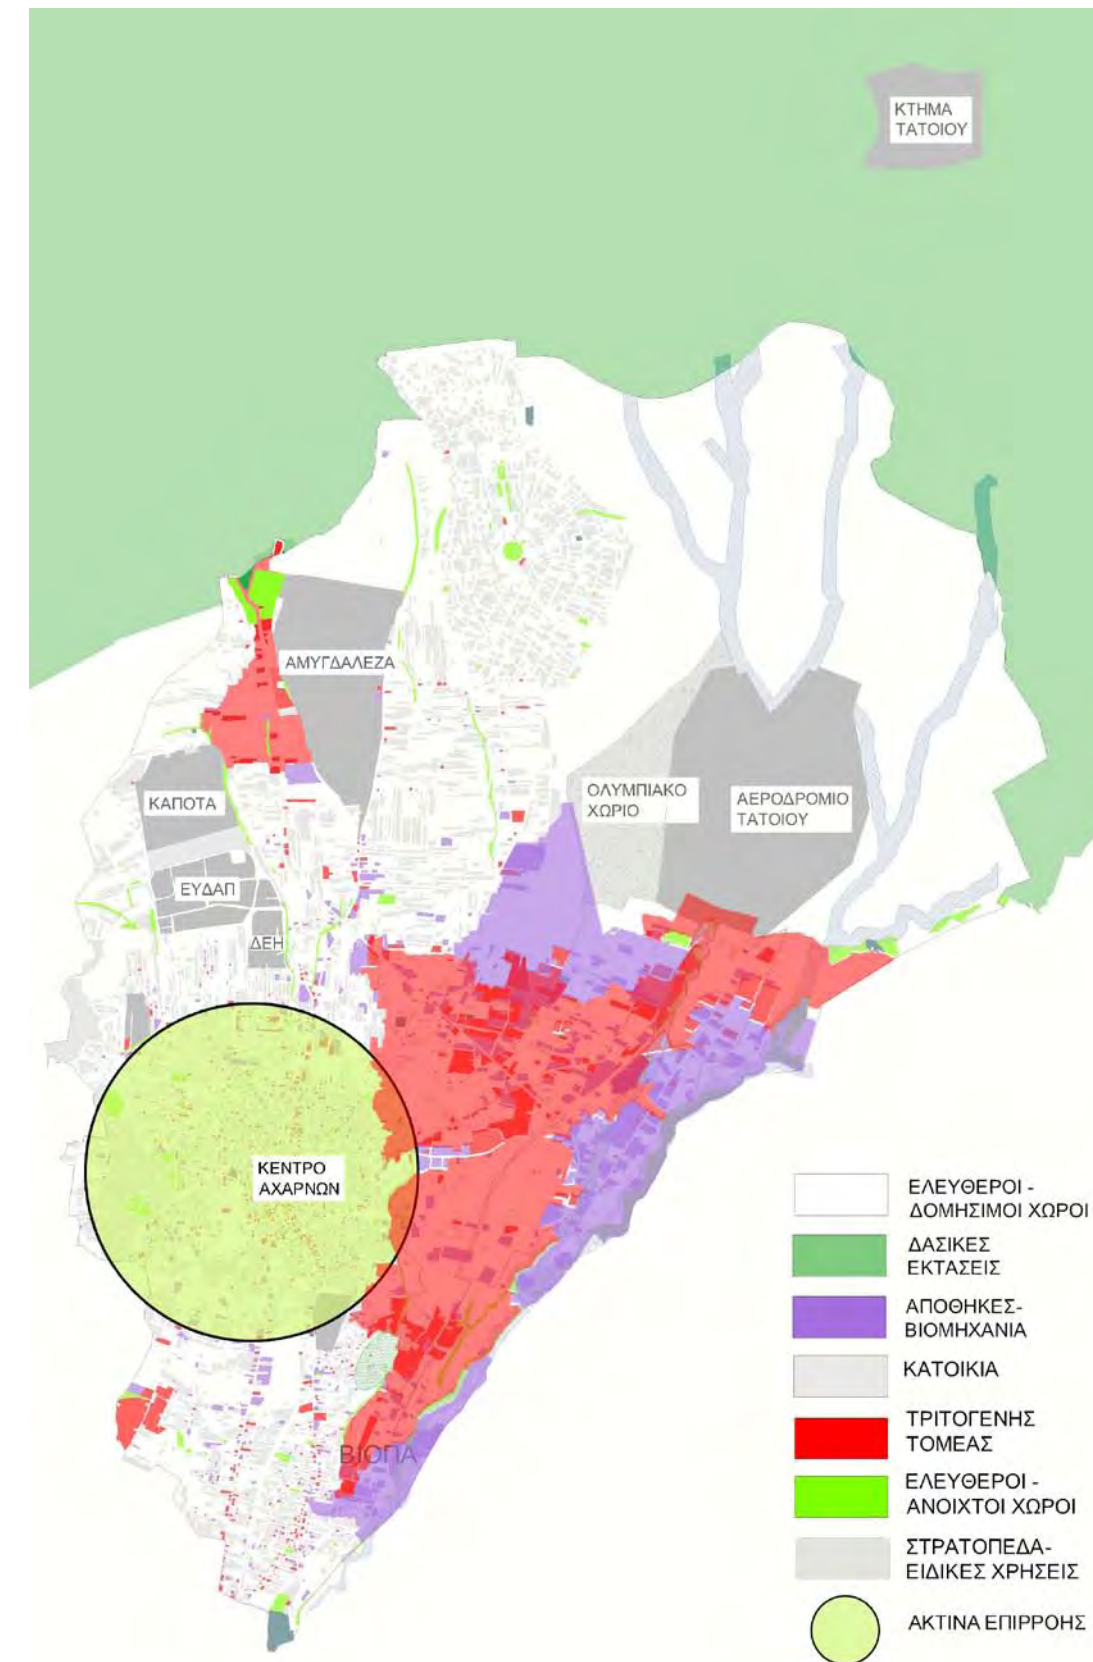 ΚΤΗΜΑ
ΤΑΤΟΙΟΥ
ΑΜΥΓΔΑΛΕΖΑ
ΟΛΥΜΠΙΑΚΟ
ΧΩΡΙΟ
ΑΕΡΟΔΡΟΜΙΟ
ΤΑΤΟΙΟΥ
ΚΑΠΟΤΑ
ΕΥΔΑΠ
ΔΕΗ
ΚΕΝΤΡΟ
ΑΧΑΡΝΩΝ
ΒΙΟΠΑ
ΕΛΕΥΘΕΡΟΙ -
ΔΟΜΗΣΙΜΟΙ ΧΩΡΟΙ
ΔΑΣΙΚΕΣ
ΕΚΤΑΣΕΙΣ
ΑΠΟΘΗΚΕΣ-
ΒΙΟΜΗΧΑΝΙΑ
ΚΑΤΟΙΚΙΑ
ΤΡΙΤΟΓΕΝΗΣ
ΤΟΜΕΑΣ
ΕΛΕΥΘΕΡΟΙ -
ΑΝΟΙΧΤΟΙ ΧΩΡΟΙ
ΣΤΡΑΤΟΠΕΔΑ-
ΕΙΔΙΚΕΣ ΧΡΗΣΕΙΣ
ΑΚΤΙΝΑ ΕΠΙΡΡΟΗΣ